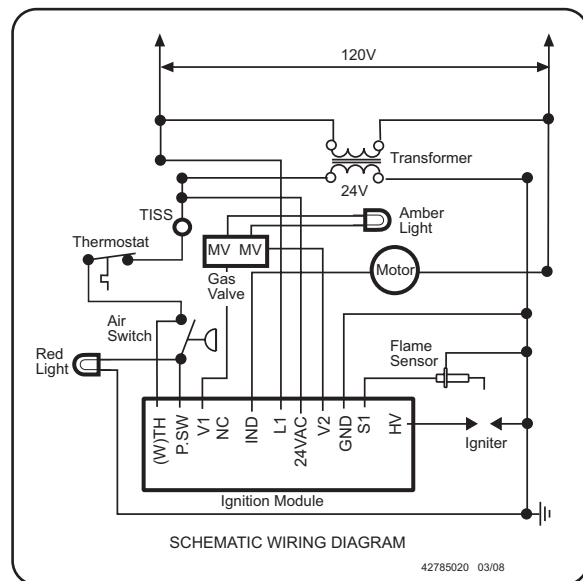 120V
Transformer
24V
TISS
Amber
Light
Thermostat
MV MV
Gas
Valve
Motor
Air
Switch
Red
Light
Flame
Sensor
(W)TH
P.SW
V1
NC
IND
L1
24VAC
V2
GND
S1
HV
Igniter
Ignition Module
SCHEMATIC WIRING DIAGRAM
42785020 03/08